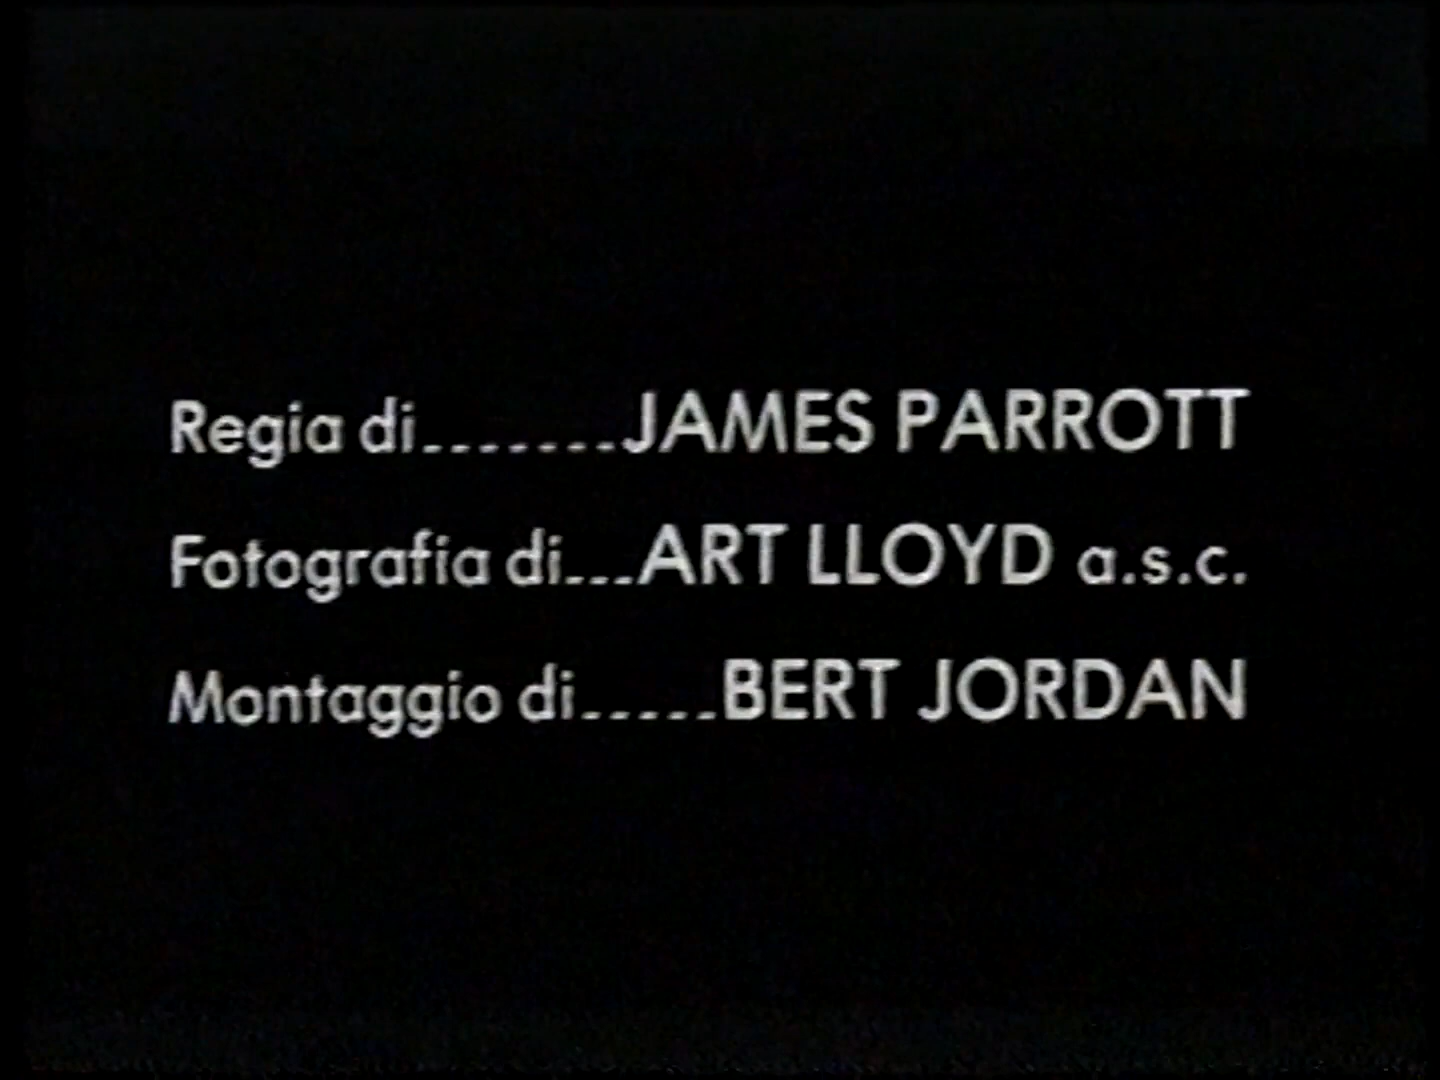 Regia di.......JAMES PARROTT
Fotografia di...ART LLOYD a.s.c.
Montaggio di.....BERT JORDAN